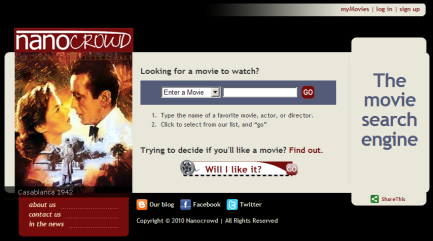 myMovies | log in | sign up
nanocrowd
Looking for a movie to watch?
Enter a Movie GO
1. Type the name of a favorite movie, actor, or director.
2. Click to select from our list, and "go"
Trying to decide if you'll like a movie? Find out.
Will I like it? GO
The
movie
search
engine
ShareThis
Casablanca 1942
about us
contact us
in the news
Our blog Facebook Twitter
Copyright © 2010 Nanocrowd | All Rights Reserved